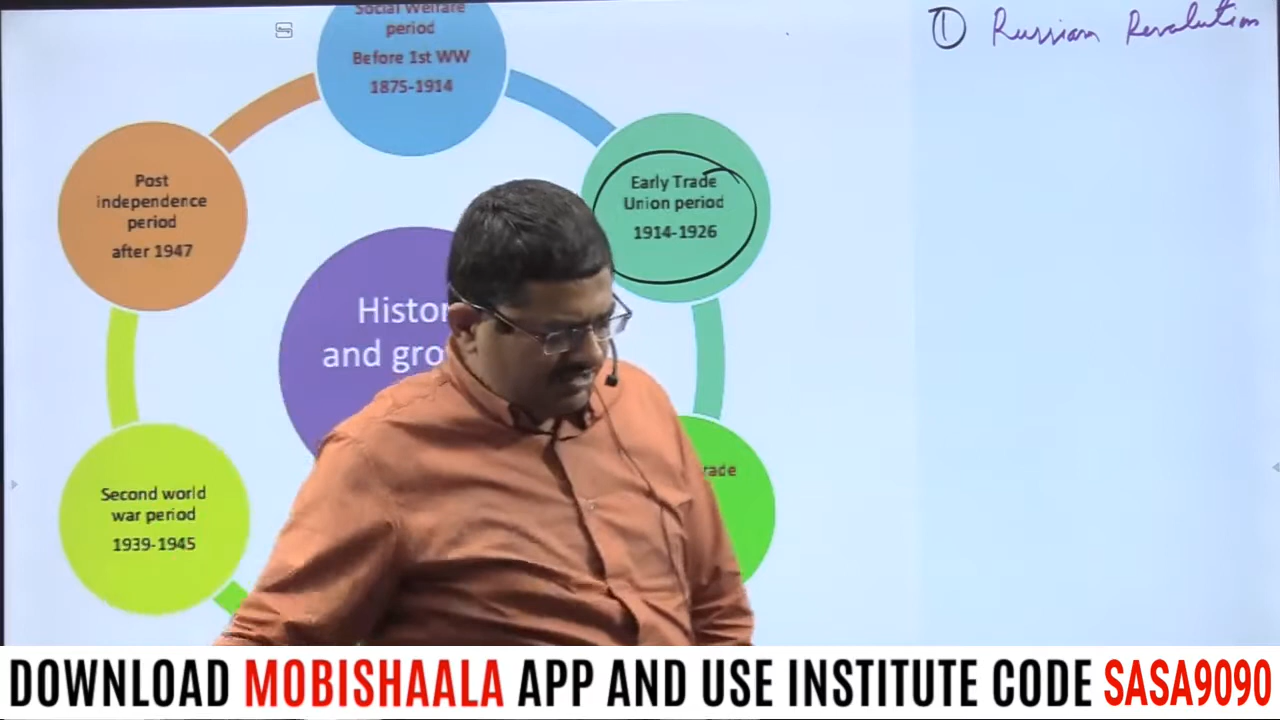 Social Welfare
period
Before 1st WW
1875-1914
① Russian Revolution
Early Trade
Union period
1914-1926
Post
independence
period
after 1947
Histor
and gro
rade
Second world
war period
1939-1945
DOWNLOAD MOBISHAALA APP AND USE INSTITUTE CODE SASA9090